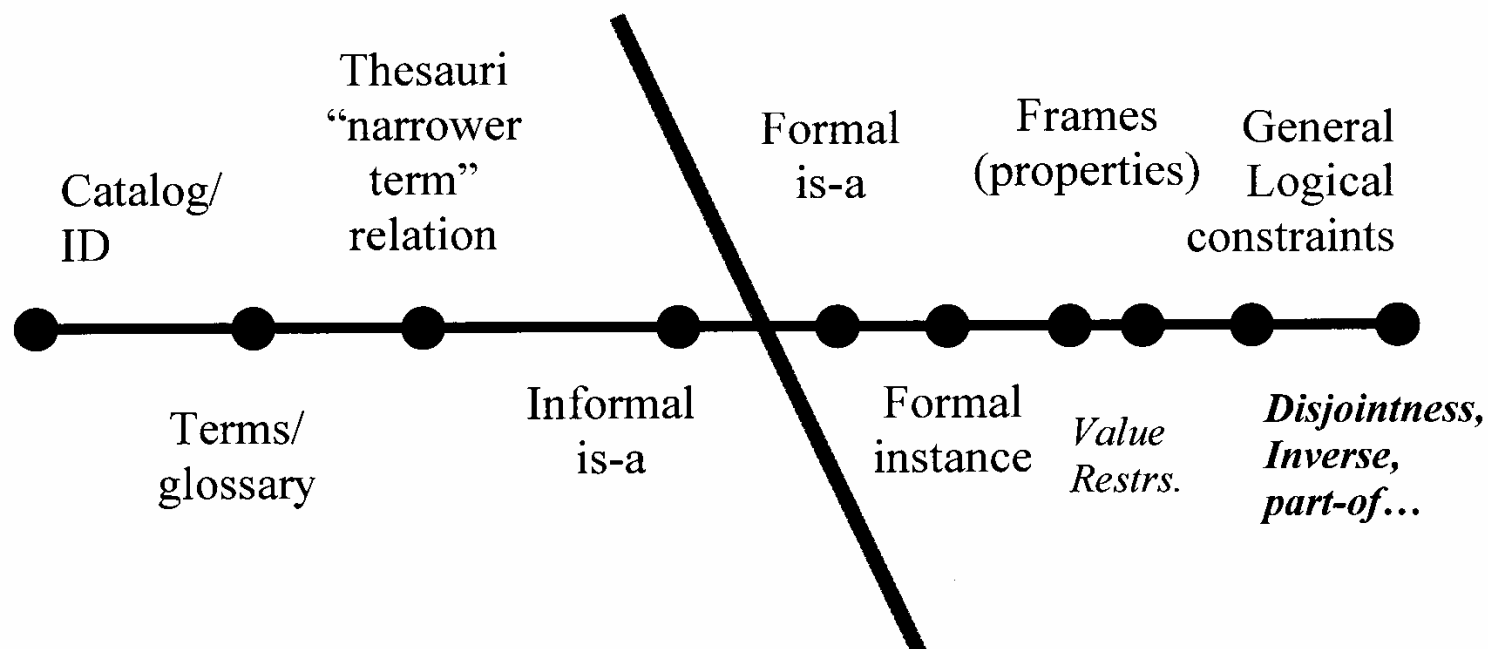 Catalog/
ID
Thesauri
“narrower
term”
relation
Formal
is-a
Frames
(properties)
General
Logical
constraints
Terms/
glossary
Informal
is-a
Formal
instance
Value
Restrs.
Disjointness,
Inverse,
part-of…